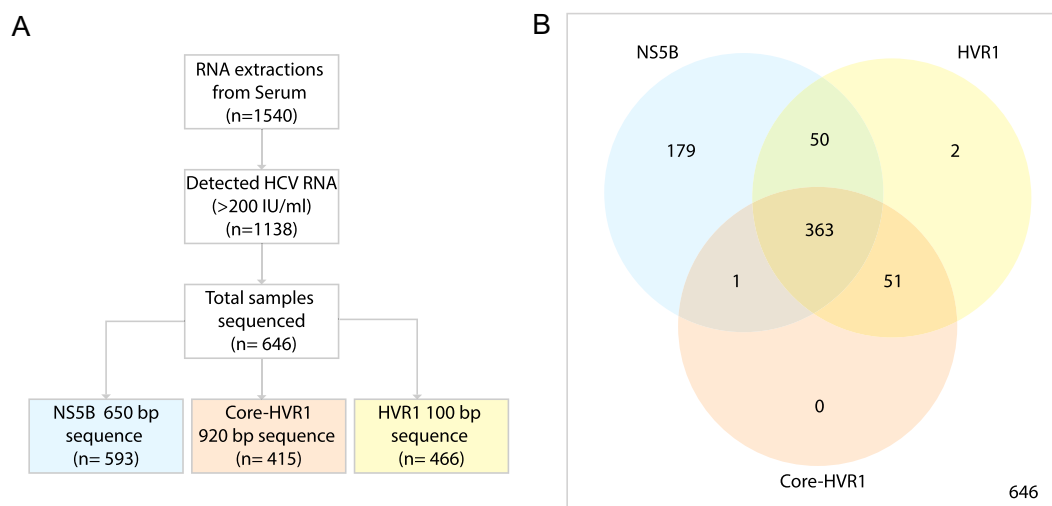 A
RNA extractions
from Serum
(n=1540)
Detected HCV RNA
(>200 IU/ml)
(n=1138)
Total samples
sequenced
(n= 646)
NS5B 650 bp
sequence
(n= 593)
Core-HVR1
920 bp sequence
(n= 415)
HVR1 100 bp
sequence
(n= 466)
B
NS5B
HVR1
179
50
2
363
1
51
0
Core-HVR1
646